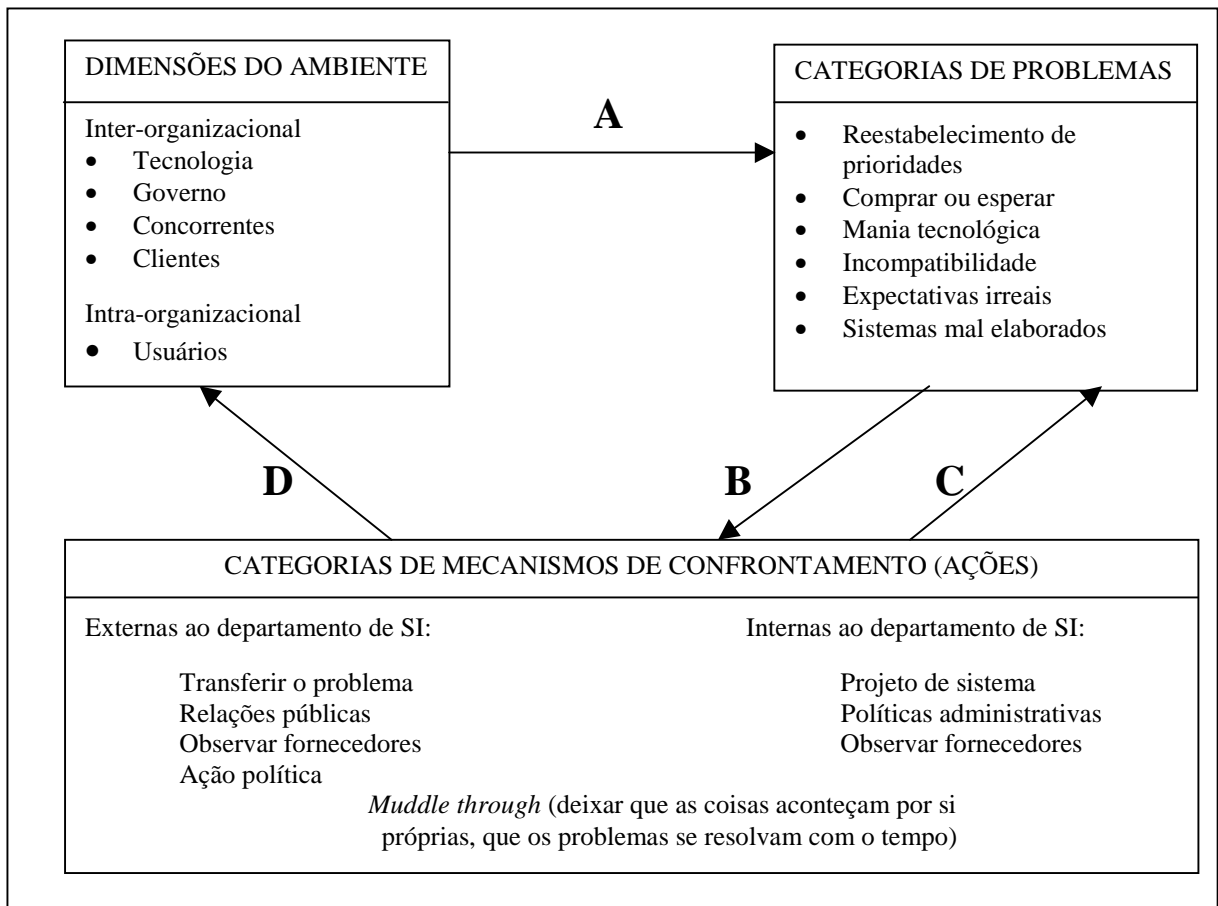 DIMENSÕES DO AMBIENTE
Inter-organizacional
• Tecnologia
• Governo
• Concorrentes
• Clientes
Intra-organizacional
• Usuários
A
CATEGORIAS DE PROBLEMAS
• Reestabelecimento de
prioridades
• Comprar ou esperar
• Mania tecnológica
• Incompatibilidade
• Expectativas irreais
• Sistemas mal elaborados
D
B
C
CATEGORIAS DE MECANISMOS DE CONFRONTAMENTO (AÇÕES)
Externas ao departamento de SI:
Transferir o problema
Relações públicas
Observar fornecedores
Ação política
Internas ao departamento de SI:
Projeto de sistema
Políticas administrativas
Observar fornecedores
Muddle through (deixar que as coisas aconteçam por si
próprias, que os problemas se resolvam com o tempo)